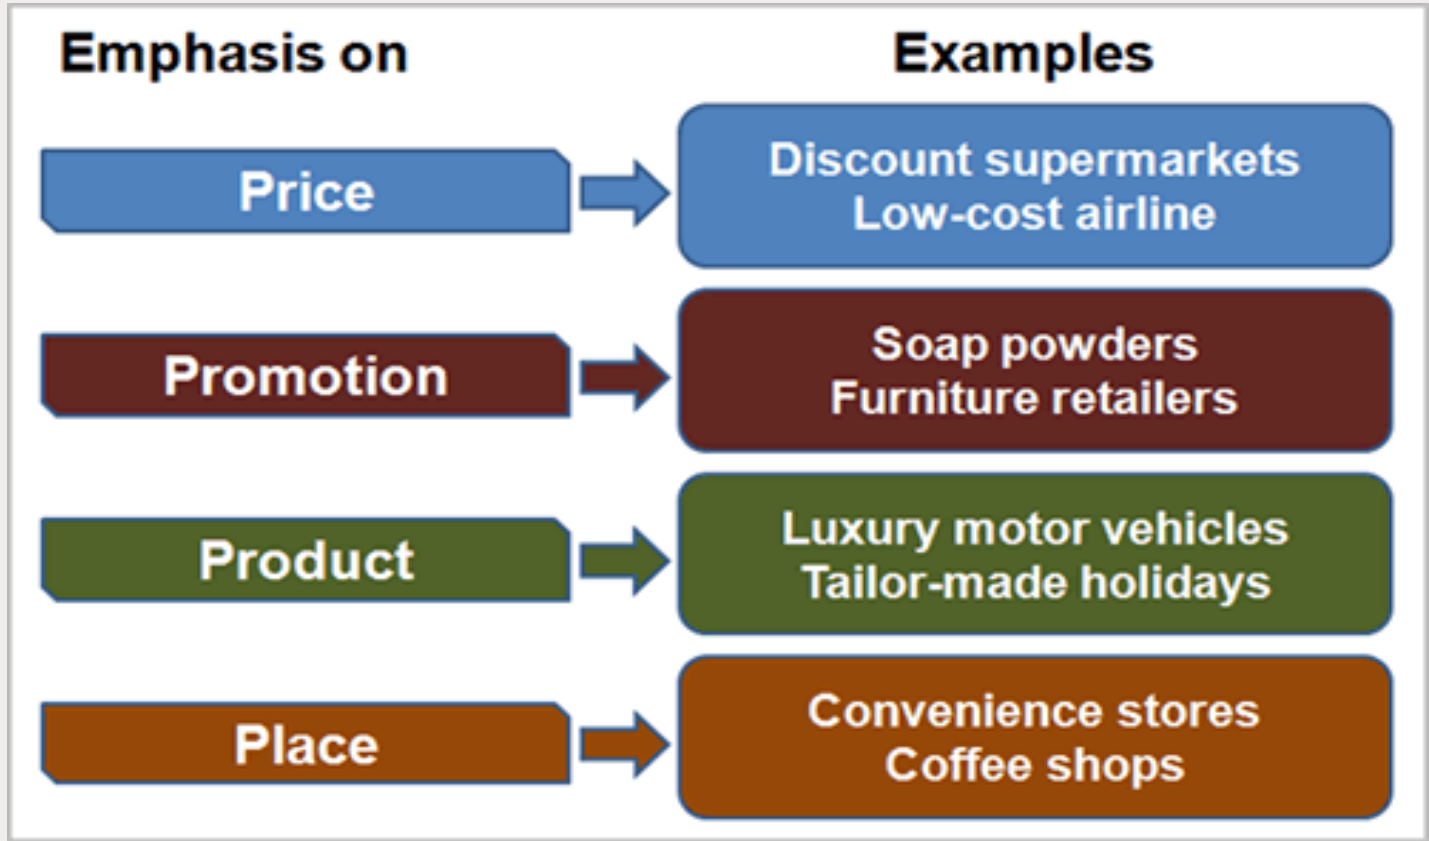 Emphasis on
Examples
Price
Discount supermarkets
Low-cost airline
Promotion
Soap powders
Furniture retailers
Product
Luxury motor vehicles
Tailor-made holidays
Place
Convenience stores
Coffee shops